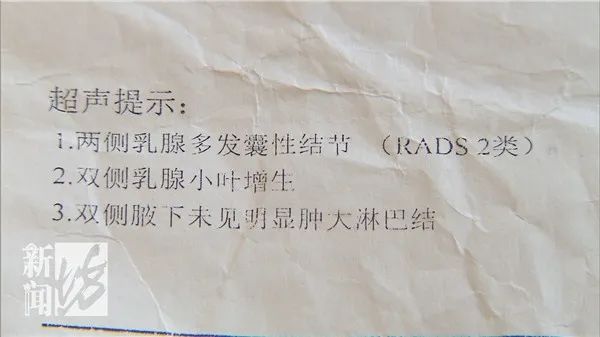 超声提示：
1.两侧乳腺多发囊性结节 （RADS 2类）
2.双侧乳腺小叶增生
3.双侧腋下未见明显肿大淋巴结
新闻坊